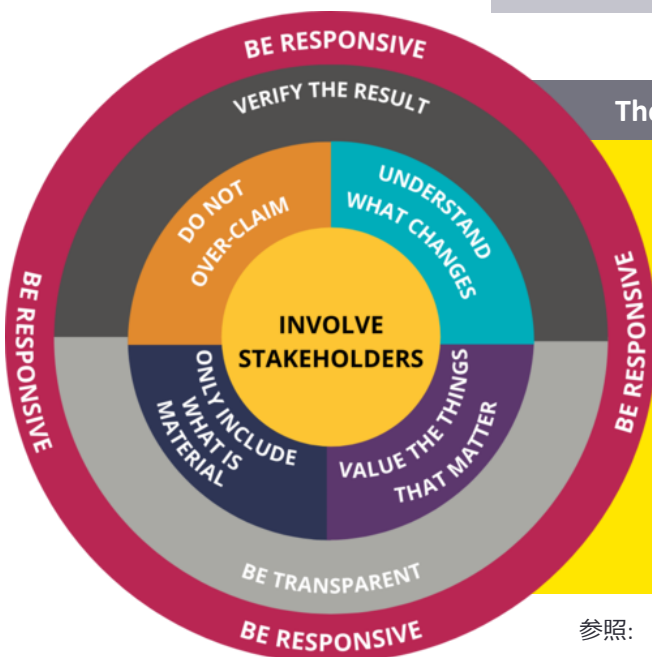 BE RESPONSIVE
VERIFY THE RESULT
The
DO NOT
OVER-CLAIM
UNDERSTAND
WHAT CHANGES
BE RESPONSIVE
INVOLVE
STAKEHOLDERS
BE RESPONSIVE
ONLY INCLUDE
WHAT IS
MATERIAL
VALUE THE THINGS
THAT MATTER
BE TRANSPARENT
BE RESPONSIVE
参照: